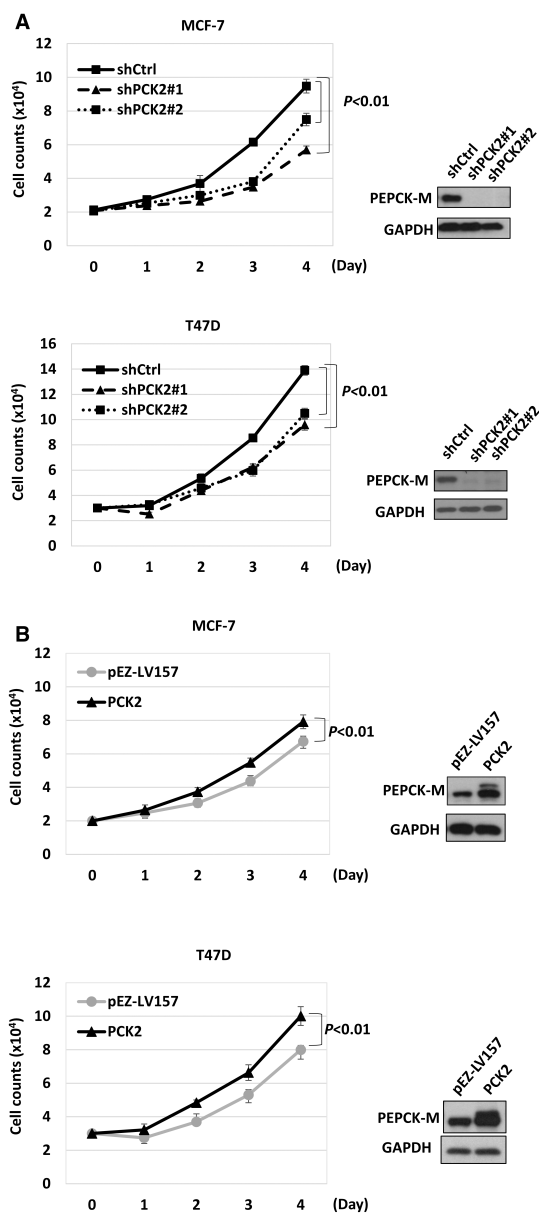 A
MCF-7
Cell counts (x10⁴)
12
10
8
6
4
2
0
shCtrl
shPCK2#1
shPCK2#2
P<0.01
0 1 2 3 4 (Day)
shCtrl
shPCK2#1
shPCK2#2
PEPCK-M
GAPDH
T47D
Cell counts (x10⁴)
16
14
12
10
8
6
4
2
0
shCtrl
shPCK2#1
shPCK2#2
P<0.01
0 1 2 3 4 (Day)
shCtrl
shPCK2#1
shPCK2#2
PEPCK-M
GAPDH
B
MCF-7
Cell counts (x10⁴)
12
10
8
6
4
2
0
pEZ-LV157
PCK2
P<0.01
0 1 2 3 4 (Day)
pEZ-LV157
PCK2
PEPCK-M
GAPDH
T47D
Cell counts (x10⁴)
12
10
8
6
4
2
0
pEZ-LV157
PCK2
P<0.01
0 1 2 3 4 (Day)
pEZ-LV157
PCK2
PEPCK-M
GAPDH